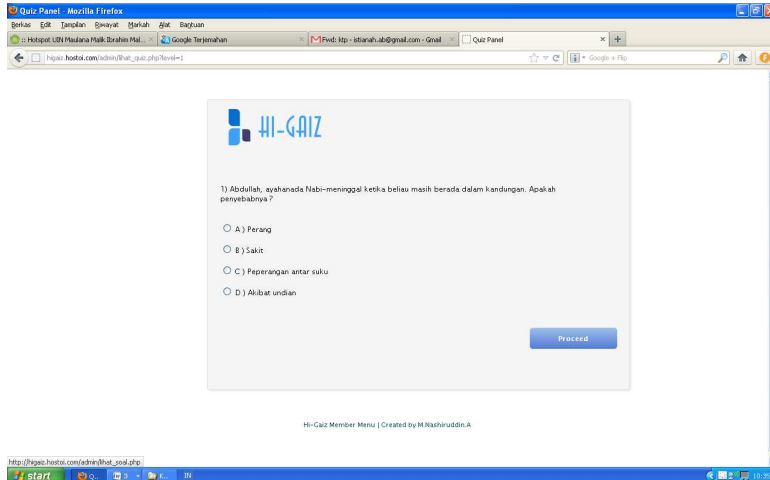 Quiz Panel - Mozilla Firefox
Berkas Edit Tampilan Riwayat Markah Alat Bantuan
:: Hotspot UIN Maulana Malik Ibrahim Mal... Google Terjemahan Fwd: ktp - istianah.ab@gmail.com - Gmail Quiz Panel
higaiz.hostoi.com/admin/lihat_quiz.php?level=1 Google + Flip
HI-GAIZ
1) Abdullah, ayahanada Nabi-meninggal ketika beliau masih berada dalam kandungan. Apakah
penyebabnya ?
A ) Perang
B ) Sakit
C ) Peperangan antar suku
D ) Akibat undian
Proceed
Hi-Gaiz Member Menu | Created by M.Nashiruddin.A
http://higaiz.hostoi.com/admin/lihat_soal.php
start 3 K... IN